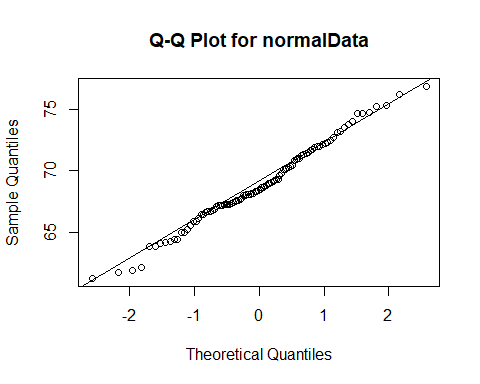 Q-Q Plot for normalData
Sample Quantiles
75
70
65
-2 -1 0 1 2
Theoretical Quantiles